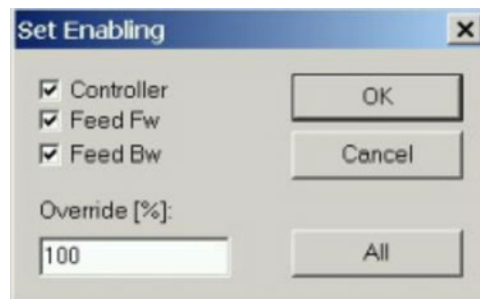 Set Enabling
Controller
Feed Fw
Feed Bw
OK
Cancel
Override [%]:
100
All